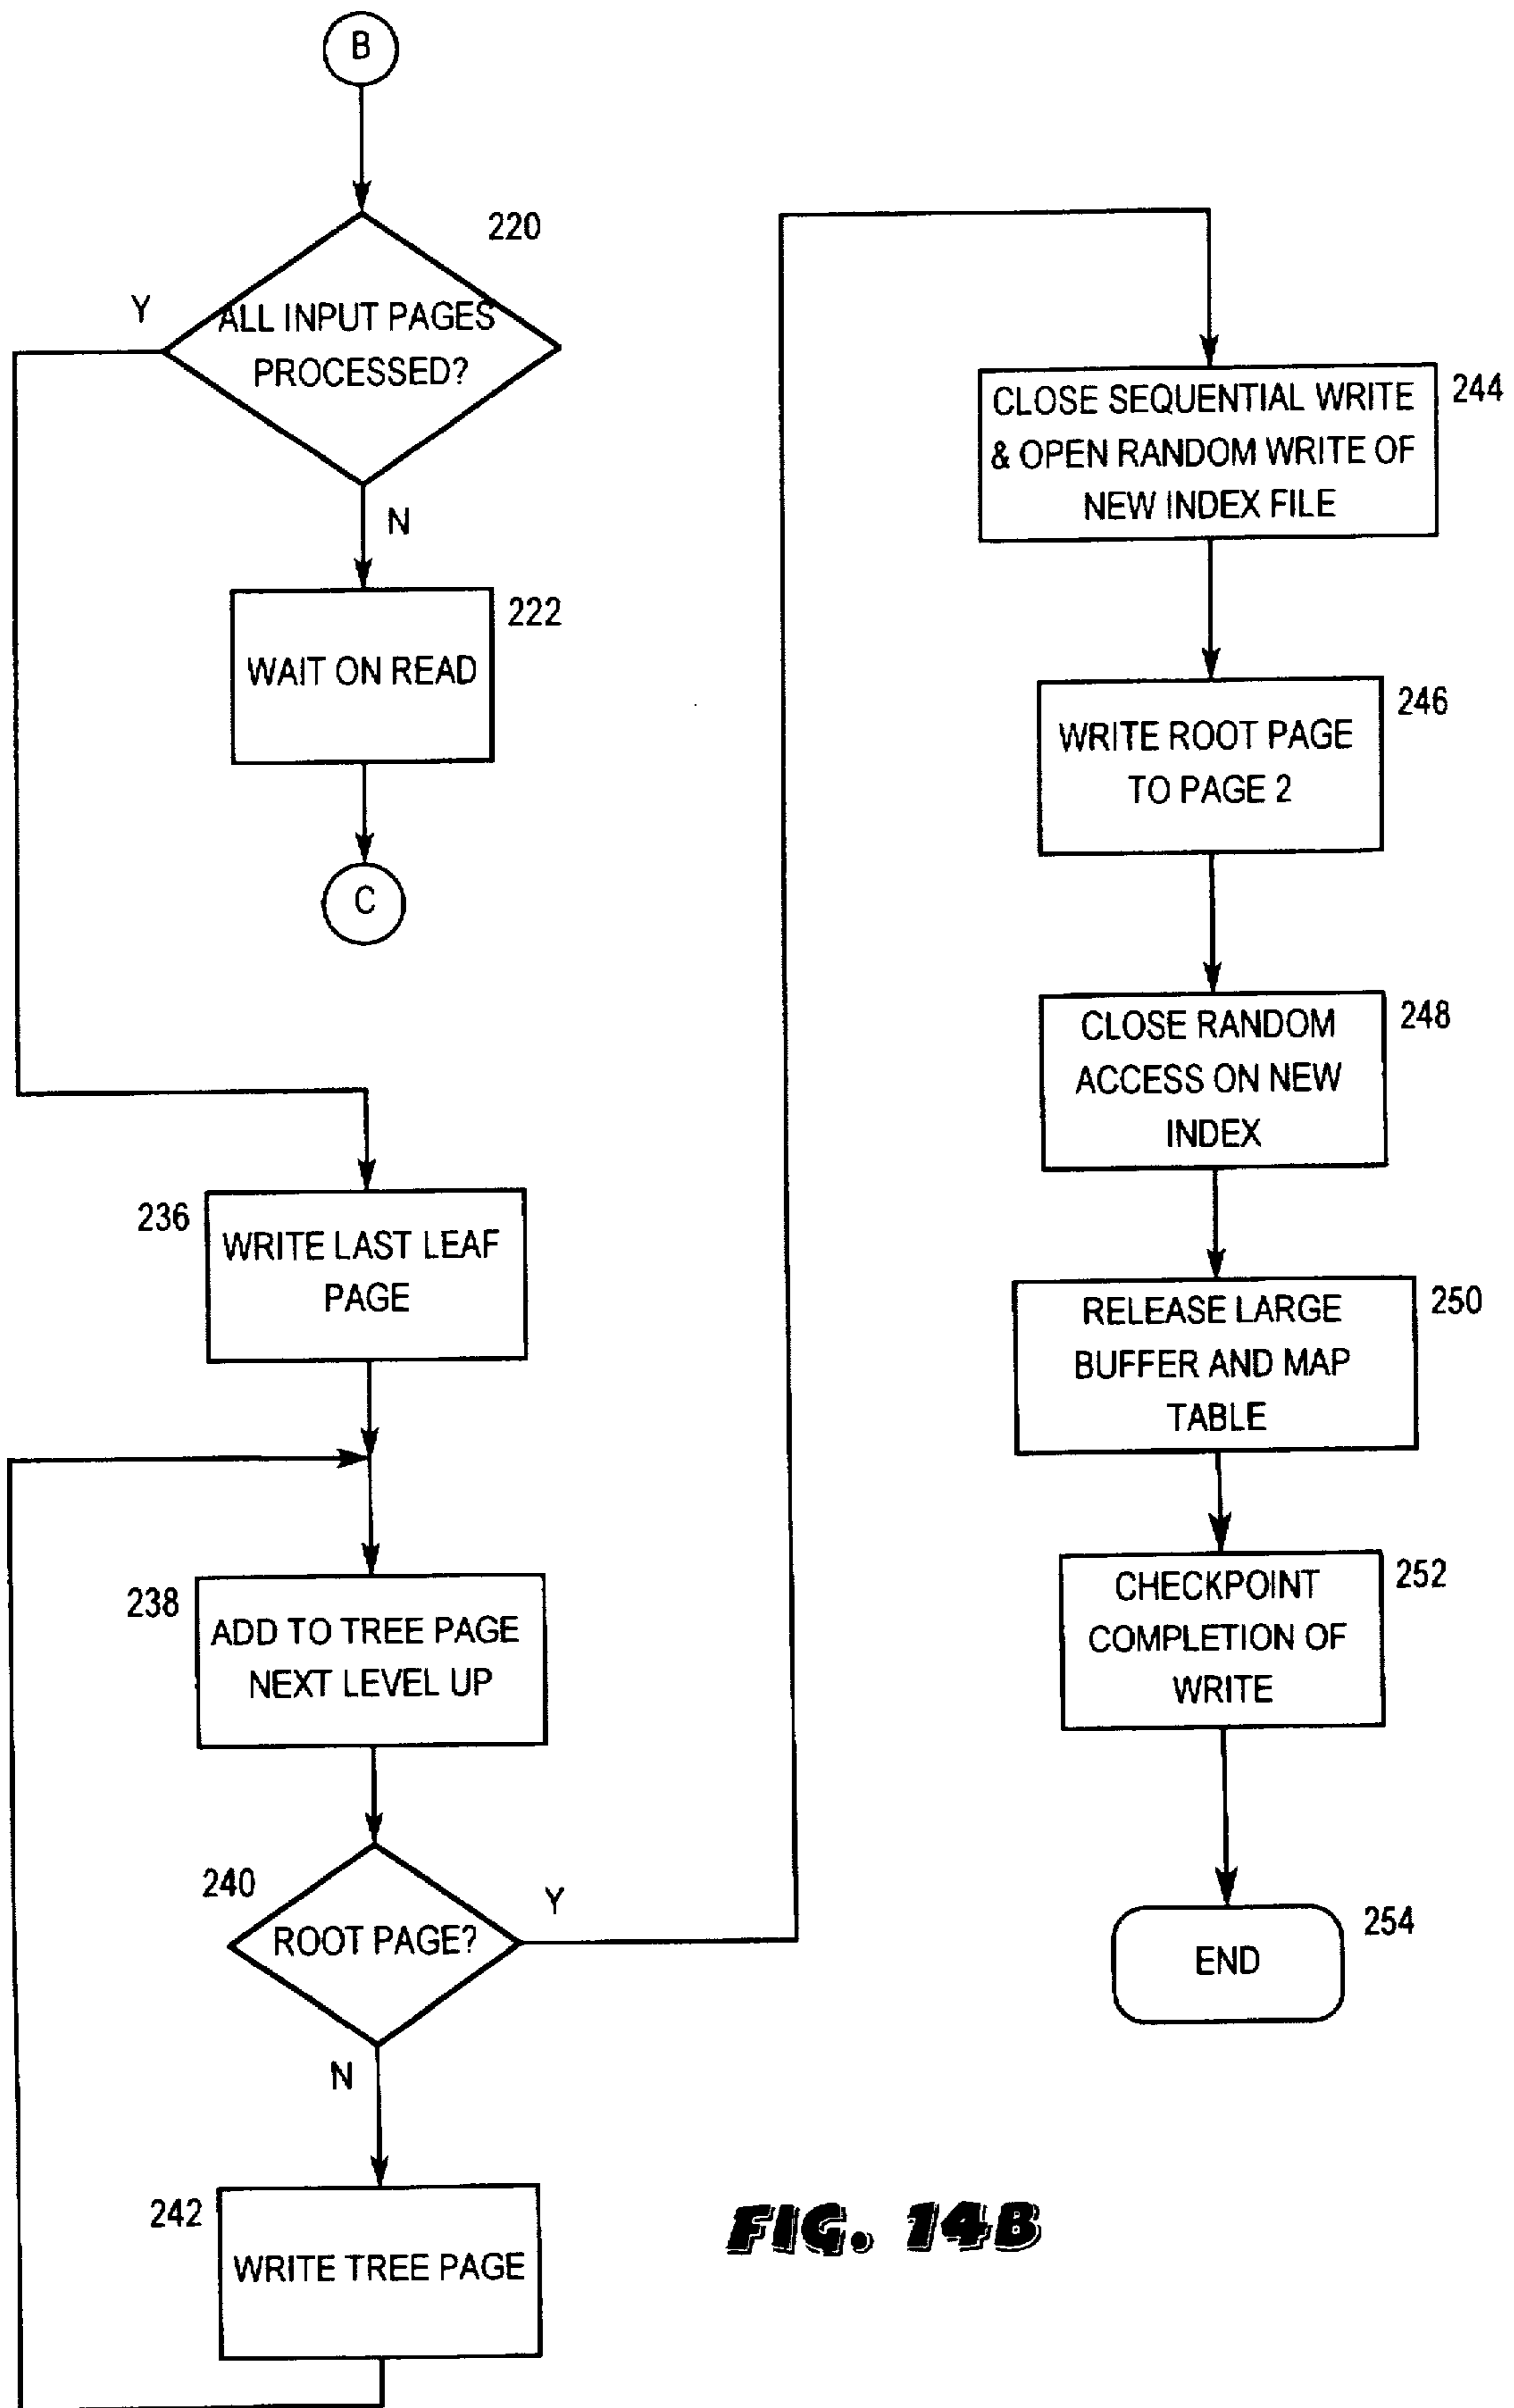 B
220
Y
ALL INPUT PAGES
PROCESSED?
N
222
WAIT ON READ
C
236
WRITE LAST LEAF
PAGE
238
ADD TO TREE PAGE
NEXT LEVEL UP
240
Y
ROOT PAGE?
N
242
WRITE TREE PAGE
244
CLOSE SEQUENTIAL WRITE
& OPEN RANDOM WRITE OF
NEW INDEX FILE
246
WRITE ROOT PAGE
TO PAGE 2
248
CLOSE RANDOM
ACCESS ON NEW
INDEX
250
RELEASE LARGE
BUFFER AND MAP
TABLE
252
CHECKPOINT
COMPLETION OF
WRITE
254
END
FIG. 14B